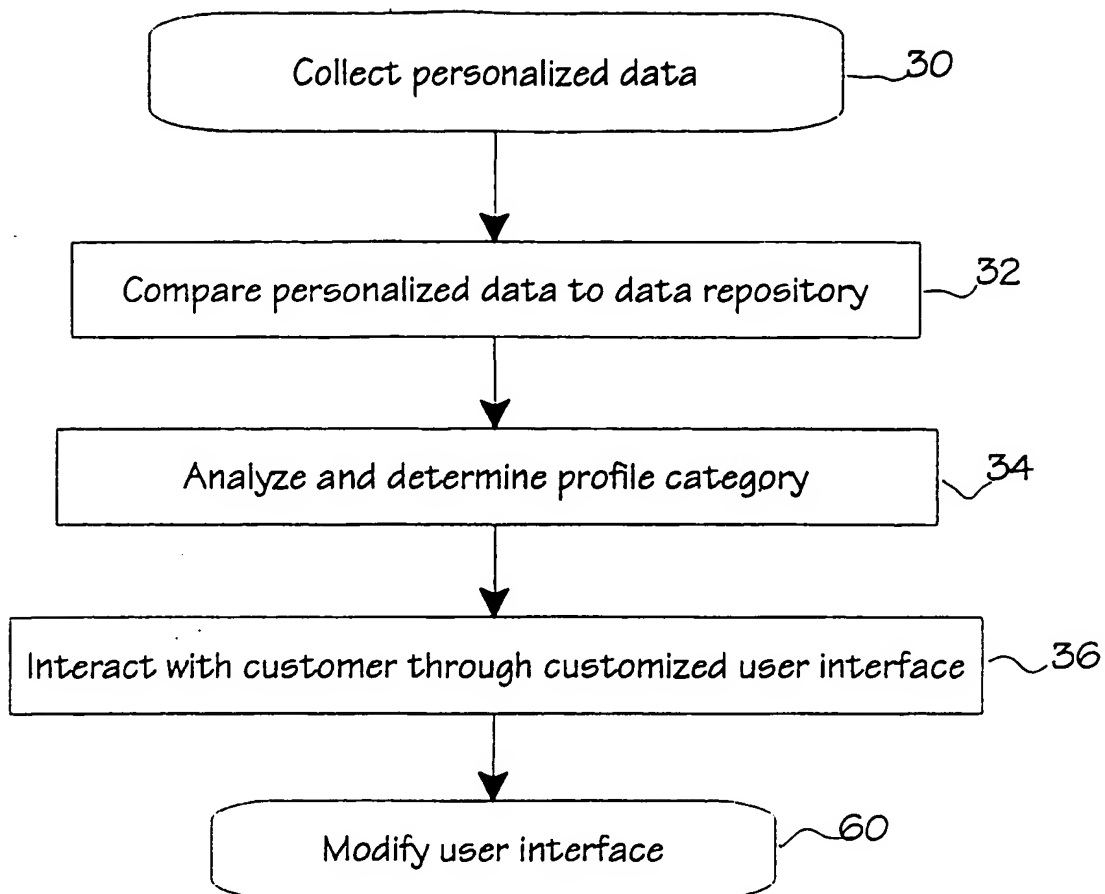 Collect personalized data
30
Compare personalized data to data repository
32
Analyze and determine profile category
34
Interact with customer through customized user interface
36
Modify user interface
60